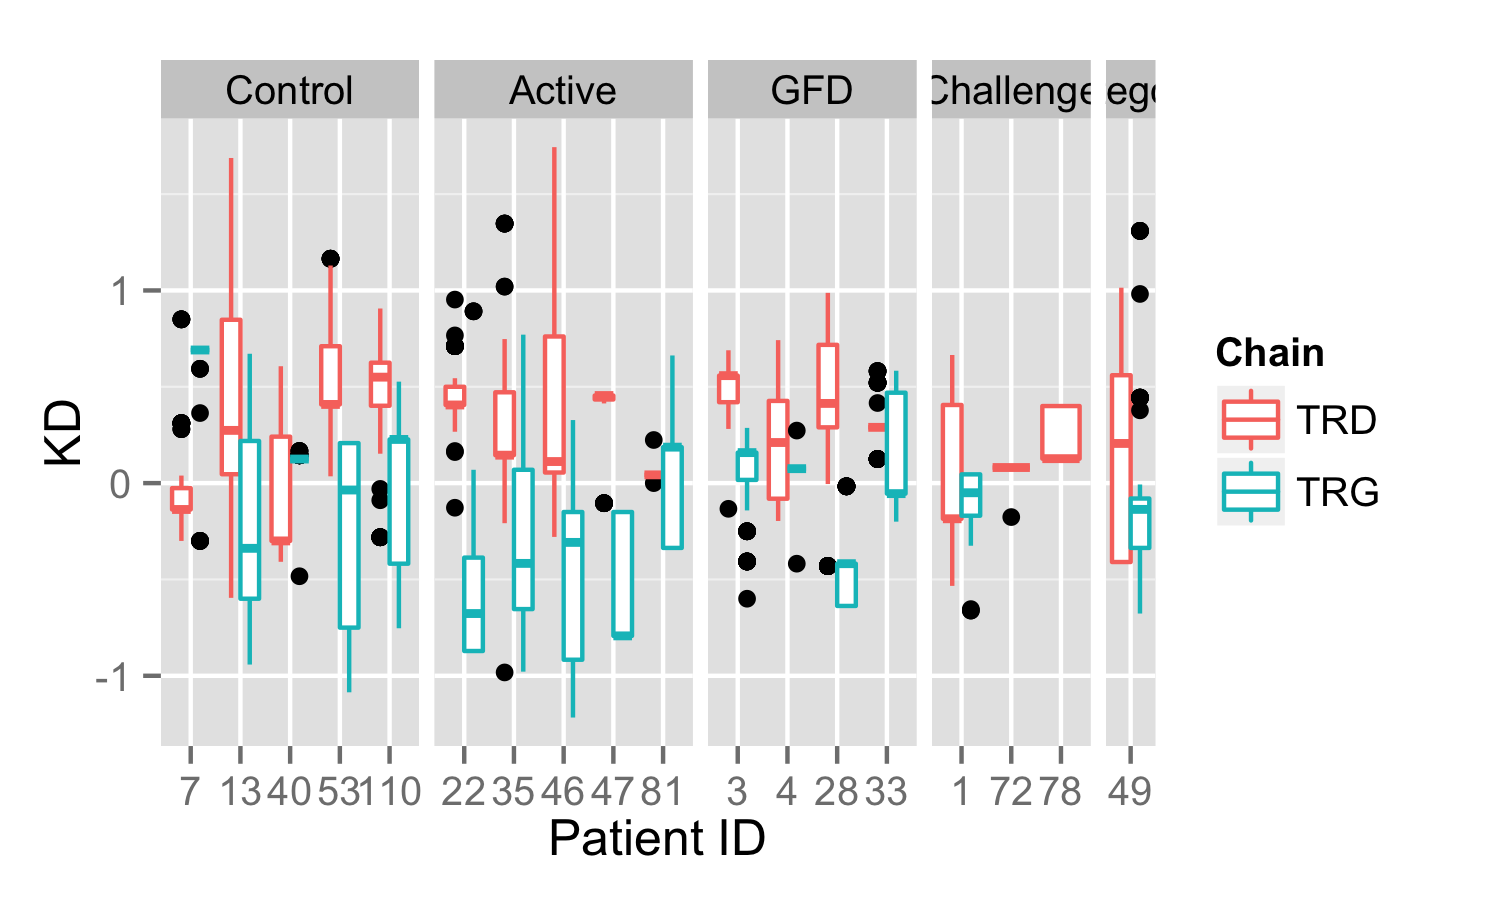 Control Active GFD Challenge
1
0
-1
KD
7 13 40 53 110 22 35 46 47 81 3 4 28 33 1 72 78 49
Patient ID
Chain
TRD
TRG